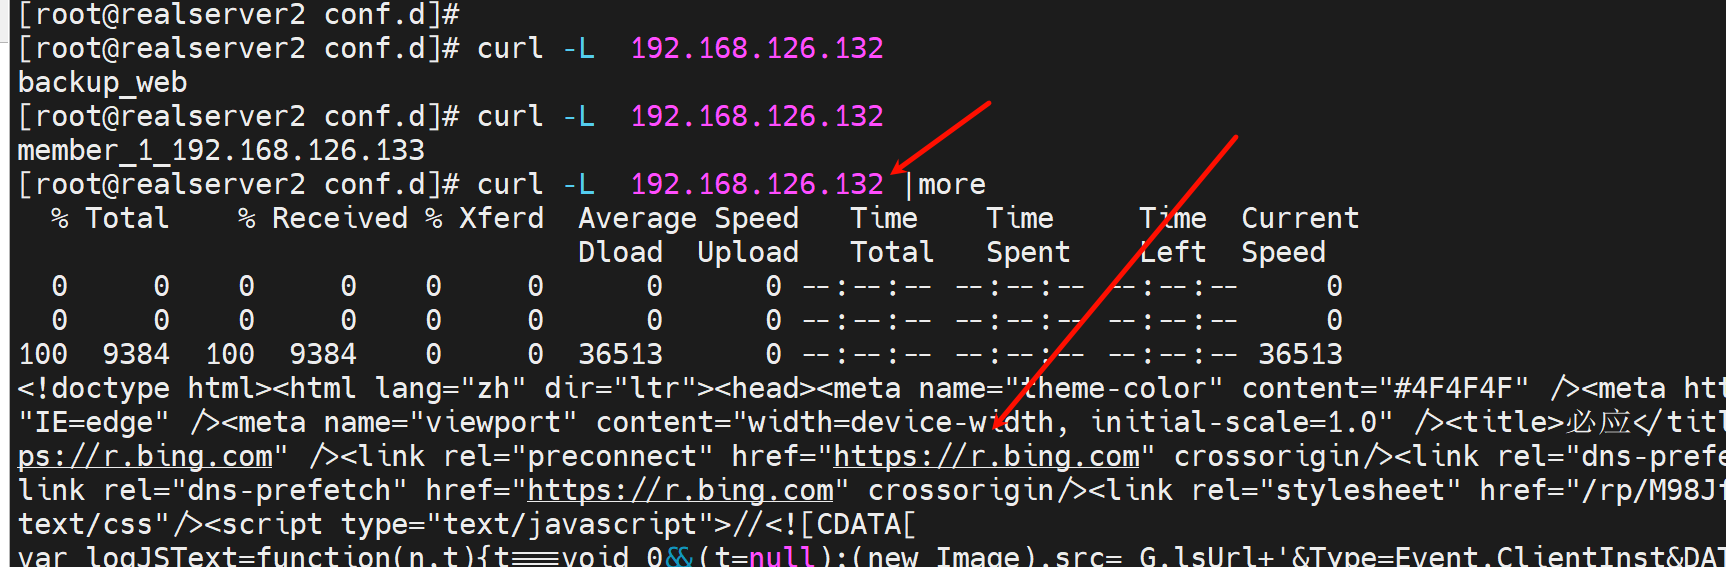 [root@realserver2 conf.d]#
[root@realserver2 conf.d]# curl -L  192.168.126.132
backup_web
[root@realserver2 conf.d]# curl -L  192.168.126.132
member_1_192.168.126.133
[root@realserver2 conf.d]# curl -L  192.168.126.132 |more
  % Total    % Received % Xferd  Average Speed   Time    Time     Time  Current
                                 Dload  Upload   Total   Spent    Left  Speed
  0     0    0     0    0     0      0      0 --:--:-- --:--:-- --:--:--     0
  0     0    0     0    0     0      0      0 --:--:-- --:--:-- --:--:--     0
100  9384  100  9384    0     0  36513      0 --:--:-- --:--:-- --:--:-- 36513
<!doctype html><html lang="zh" dir="ltr"><head><meta name="theme-color" content="#4F4F4F" /><meta htt
"IE=edge" /><meta name="viewport" content="width=device-width, initial-scale=1.0" /><title>必应</titl
ps://r.bing.com" /><link rel="preconnect" href="https://r.bing.com" crossorigin/><link rel="dns-prefe
link rel="dns-prefetch" href="https://r.bing.com" crossorigin/><link rel="stylesheet" href="/rp/M98Jf
text/css"/><script type="text/javascript">//<![CDATA[
var logJSText=function(n,t){t===void 0&&(t=null);(new Image).src=_G.lsUrl+'&Type=Event.ClientInst&DAT